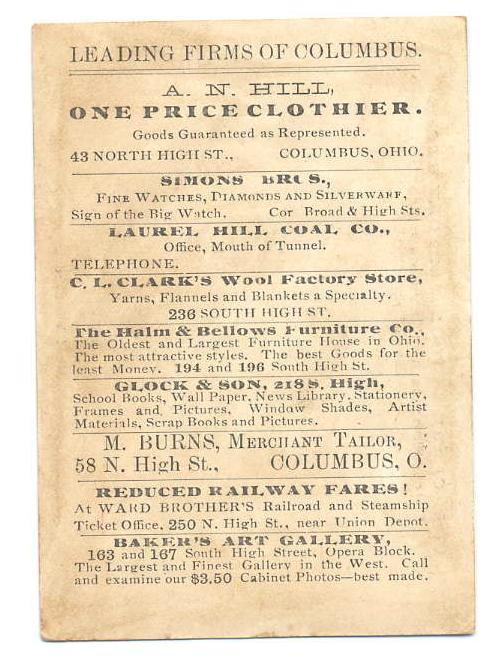 LEADING FIRMS OF COLUMBUS.
A. N. HILL,
ONE PRICE CLOTHIER.
Goods Guaranteed as Represented.
43 NORTH HIGH ST., COLUMBUS, OHIO.
SIMONS BROS.,
FINE WATCHES, DIAMONDS AND SILVERWARE,
Sign of the Big Watch. Cor Broad & High Sts.
LAUREL HILL COAL CO.,
Office, Mouth of Tunnel.
TELEPHONE.
C. L. CLARK'S Wool Factory Store,
Yarns, Flannels and Blankets a Specialty.
236 SOUTH HIGH ST.
The Halm & Bellows Furniture Co.,
The Oldest and Largest Furniture House in Ohio.
The most attractive styles. The best Goods for the
least Money. 194 and 196 South High St.
GLOCK & SON, 218 S. High,
School Books, Wall Paper, News Library, Stationery,
Frames and Pictures, Window Shades, Artist
Materials, Scrap Books and Pictures.
M. BURNS, MERCHANT TAILOR,
58 N. High St., COLUMBUS, O.
REDUCED RAILWAY FARES!
At WARD BROTHER'S Railroad and Steamship
Ticket Office, 250 N. High St., near Union Depot.
BAKER'S ART GALLERY,
163 and 167 South High Street, Opera Block.
The Largest and Finest Gallery in the West. Call
and examine our $3.50 Cabinet Photos—best made.